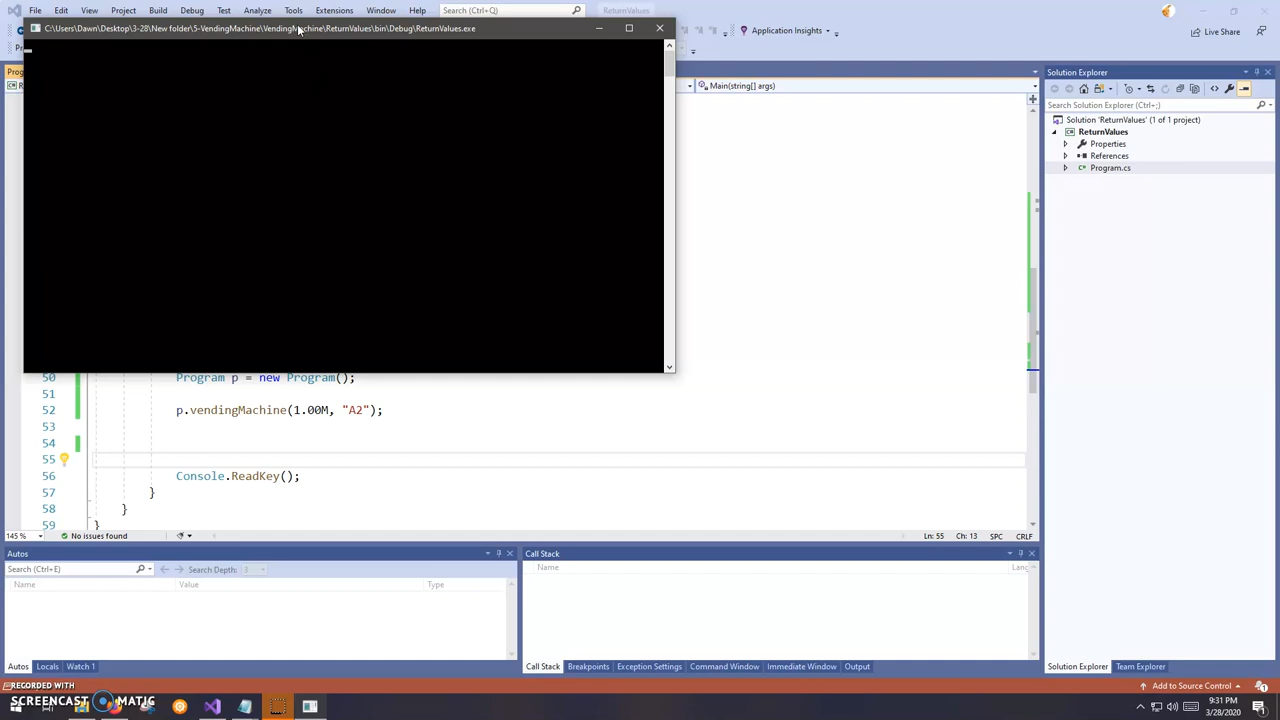 File Edit View Project Build Debug Test Analyze Tools Extensions Window Help Search (Ctrl+Q) ReturnValues
C:\Users\Dawn\Desktop\3-28\New folder\5-VendingMachine\VendingMachine\ReturnValues\bin\Debug\ReturnValues.exe
Application Insights
Live Share
Main(string[] args)
Solution Explorer
Search Solution Explorer (Ctrl+;)
Solution 'ReturnValues' (1 of 1 project)
ReturnValues
Properties
References
Program.cs
50 Program p = new Program();
51
52 p.vendingMachine(1.00M, "A2");
53
54
55
56 Console.ReadKey();
57 }
58 }
59 }
145 % No issues found Ln: 55 Ch: 13 SPC CRLF
Autos
Search (Ctrl+E) Search Depth: 3
Name Value Type
Autos Locals Watch 1
Call Stack
Name Lang
Call Stack Breakpoints Exception Settings Command Window Immediate Window Output
Solution Explorer Team Explorer
Add to Source Control
1
RECORDED WITH
SCREENCAST MATIC
9:31 PM
3/28/2020
1